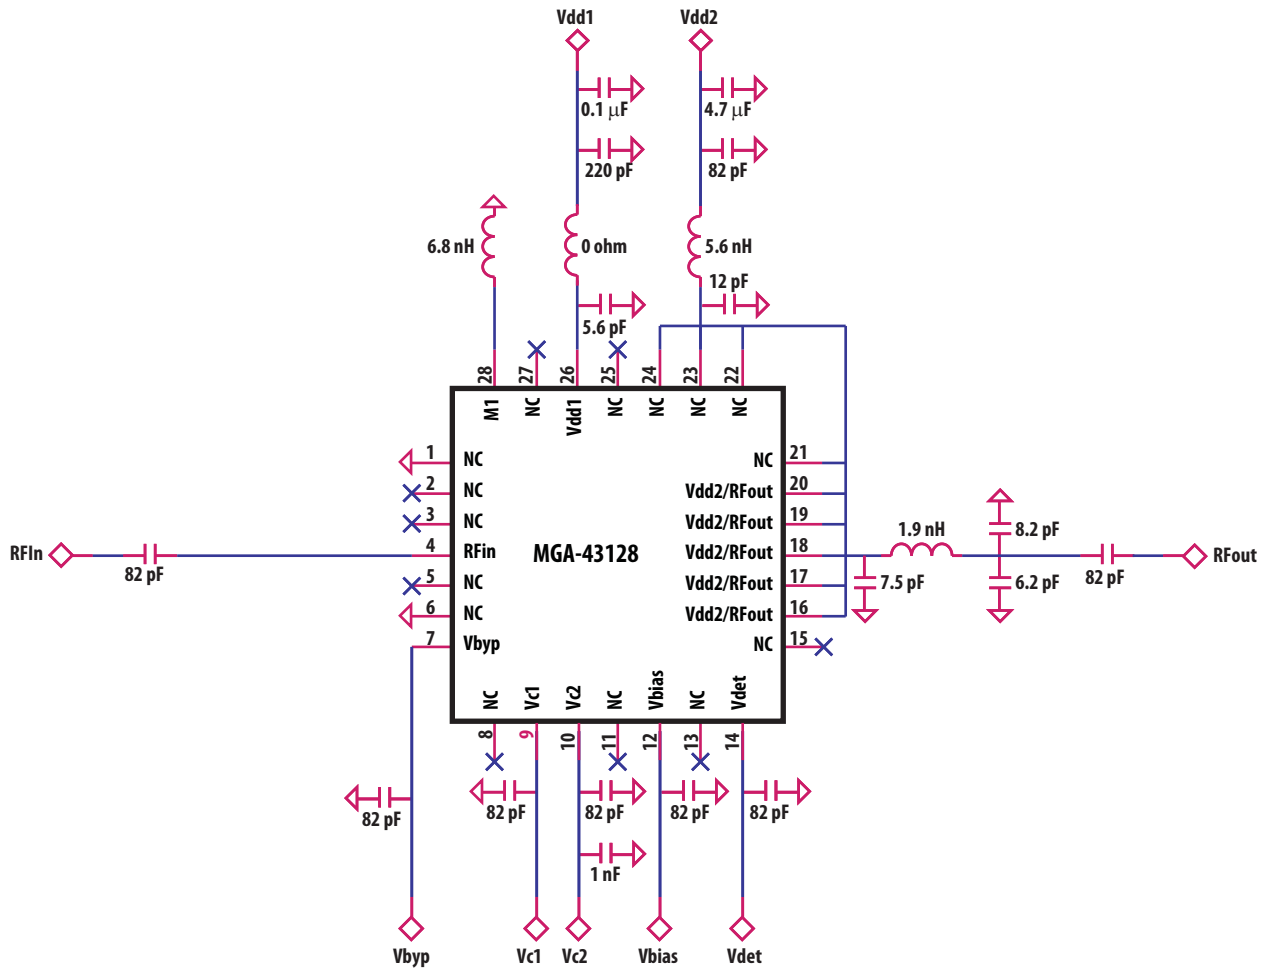 Vdd1 Vdd2
0.1 μF 4.7 μF
220 pF 82 pF
6.8 nH 0 ohm 5.6 nH
12 pF
5.6 pF
28 27 26 25 24 23 22
M1 NC Vdd1 NC NC NC NC
1 NC NC 21
2 NC Vdd2/RFout 20
3 NC Vdd2/RFout 19
1.9 nH 8.2 pF
RFIn 82 pF 4 RFin MGA-43128 Vdd2/RFout 18 82 pF RFout
5 NC Vdd2/RFout 17 7.5 pF 6.2 pF
6 NC Vdd2/RFout 16
7 Vbyp NC 15
NC Vc1 Vc2 NC Vbias NC Vdet
8 9 10 11 12 13 14
82 pF 82 pF 82 pF 82 pF 82 pF
1 nF
Vbyp Vc1 Vc2 Vbias Vdet